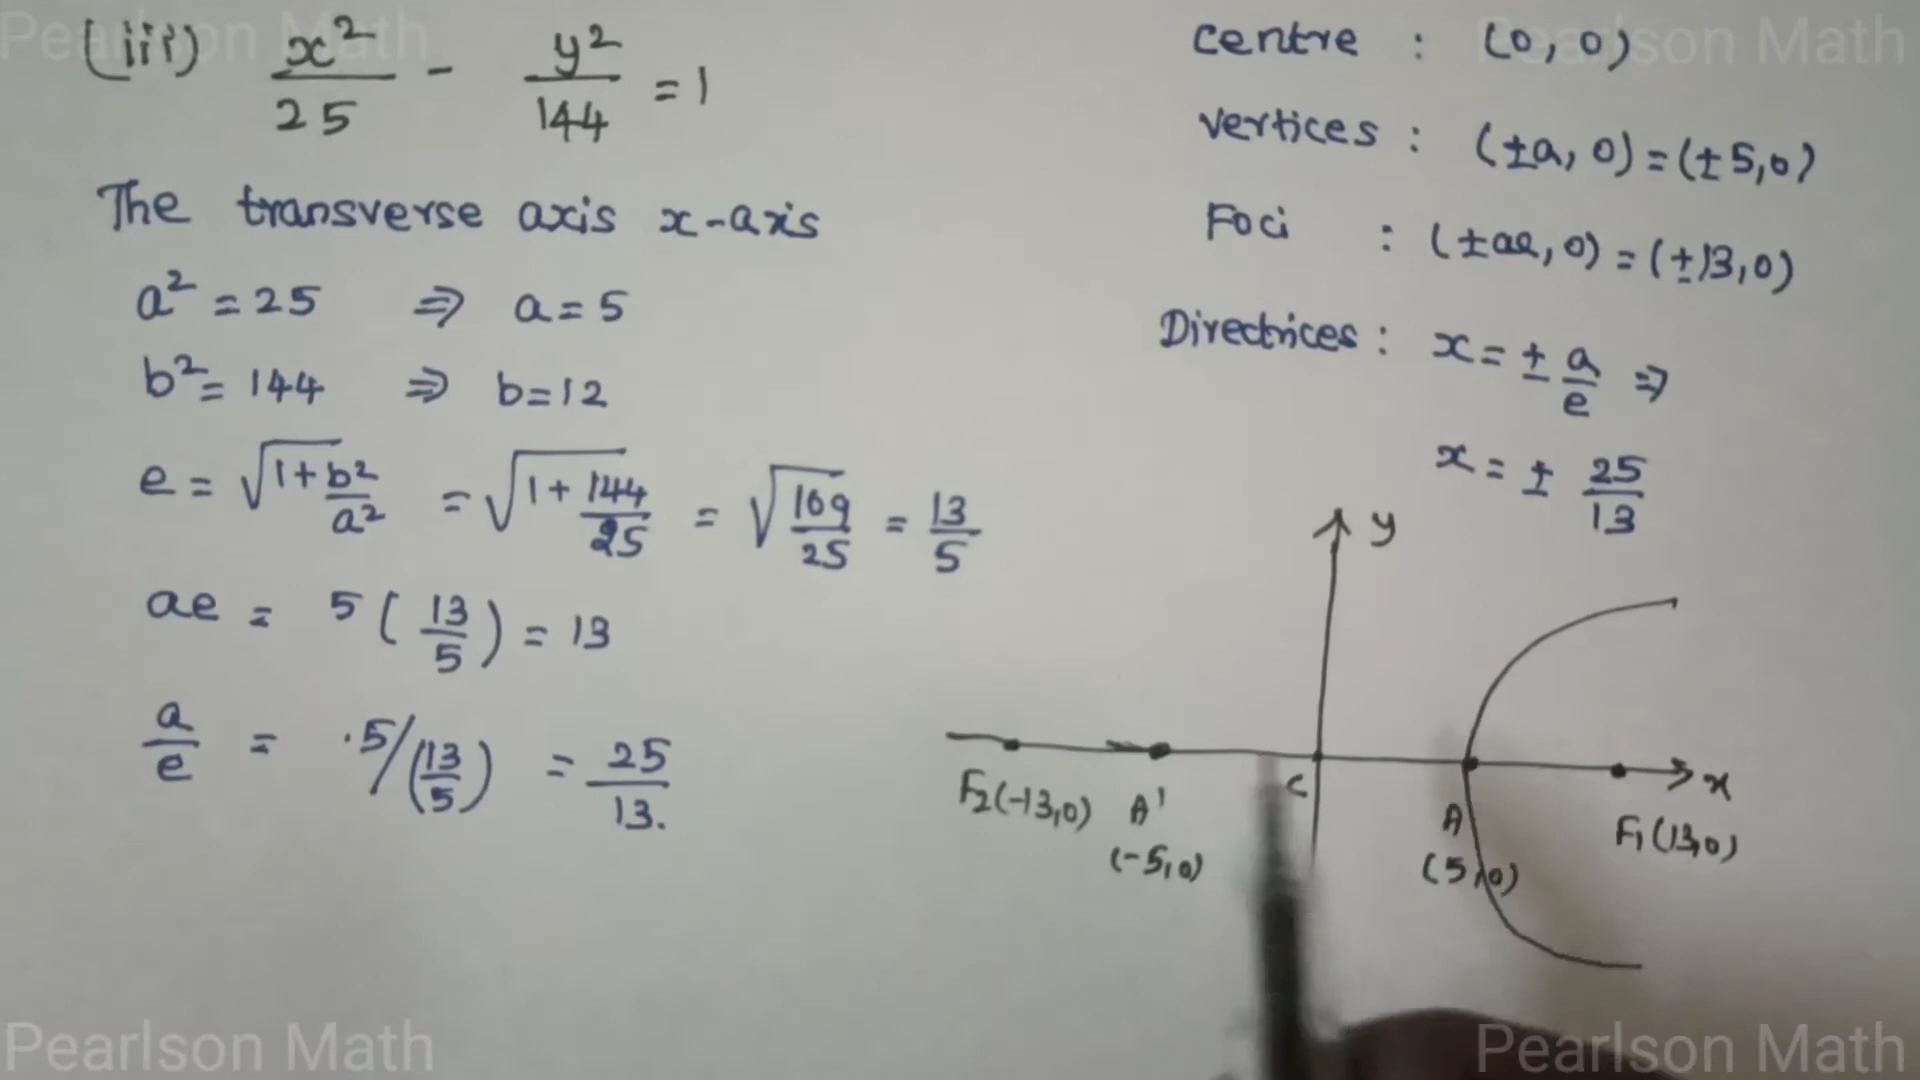 Pearlson Math
Pearlson Math
(iii) x²/25 - y²/144 = 1
The transverse axis x-axis
a² = 25 ⇒ a = 5
b² = 144 ⇒ b = 12
e = √(1 + b²/a²) = √(1 + 144/25) = √(169/25) = 13/5
ae = 5(13/5) = 13
a/e = 5/(13/5) = 25/13.
centre : (0, 0)
vertices : (±a, 0) = (±5, 0)
Foci : (±ae, 0) = (±13, 0)
Directrices : x = ± a/e ⇒
x = ± 25/13
y
x
C
F₂(-13,0)
A'
(-5,0)
A
(5,0)
F₁(13,0)
Pearlson Math
Pearlson Math